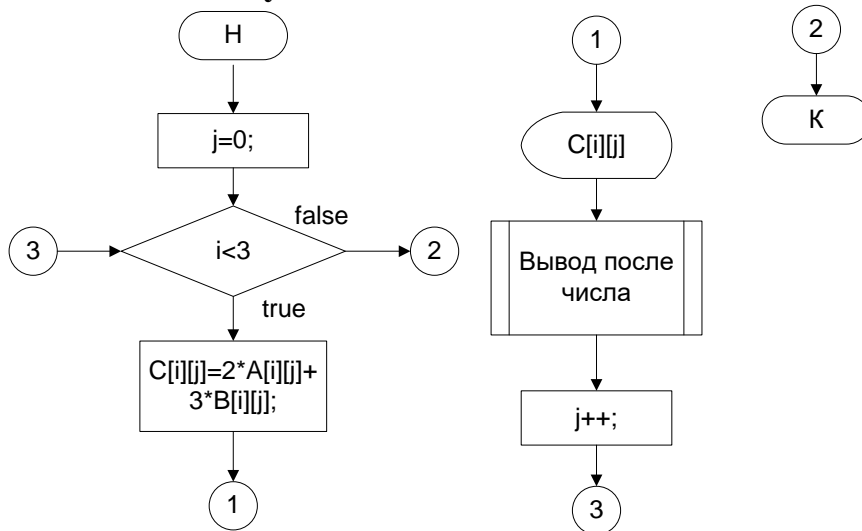 Н
j=0;
3
i<3
false
2
true
C[i][j]=2*A[i][j]+
3*B[i][j];
1
1
C[i][j]
Вывод после
числа
j++;
3
2
К